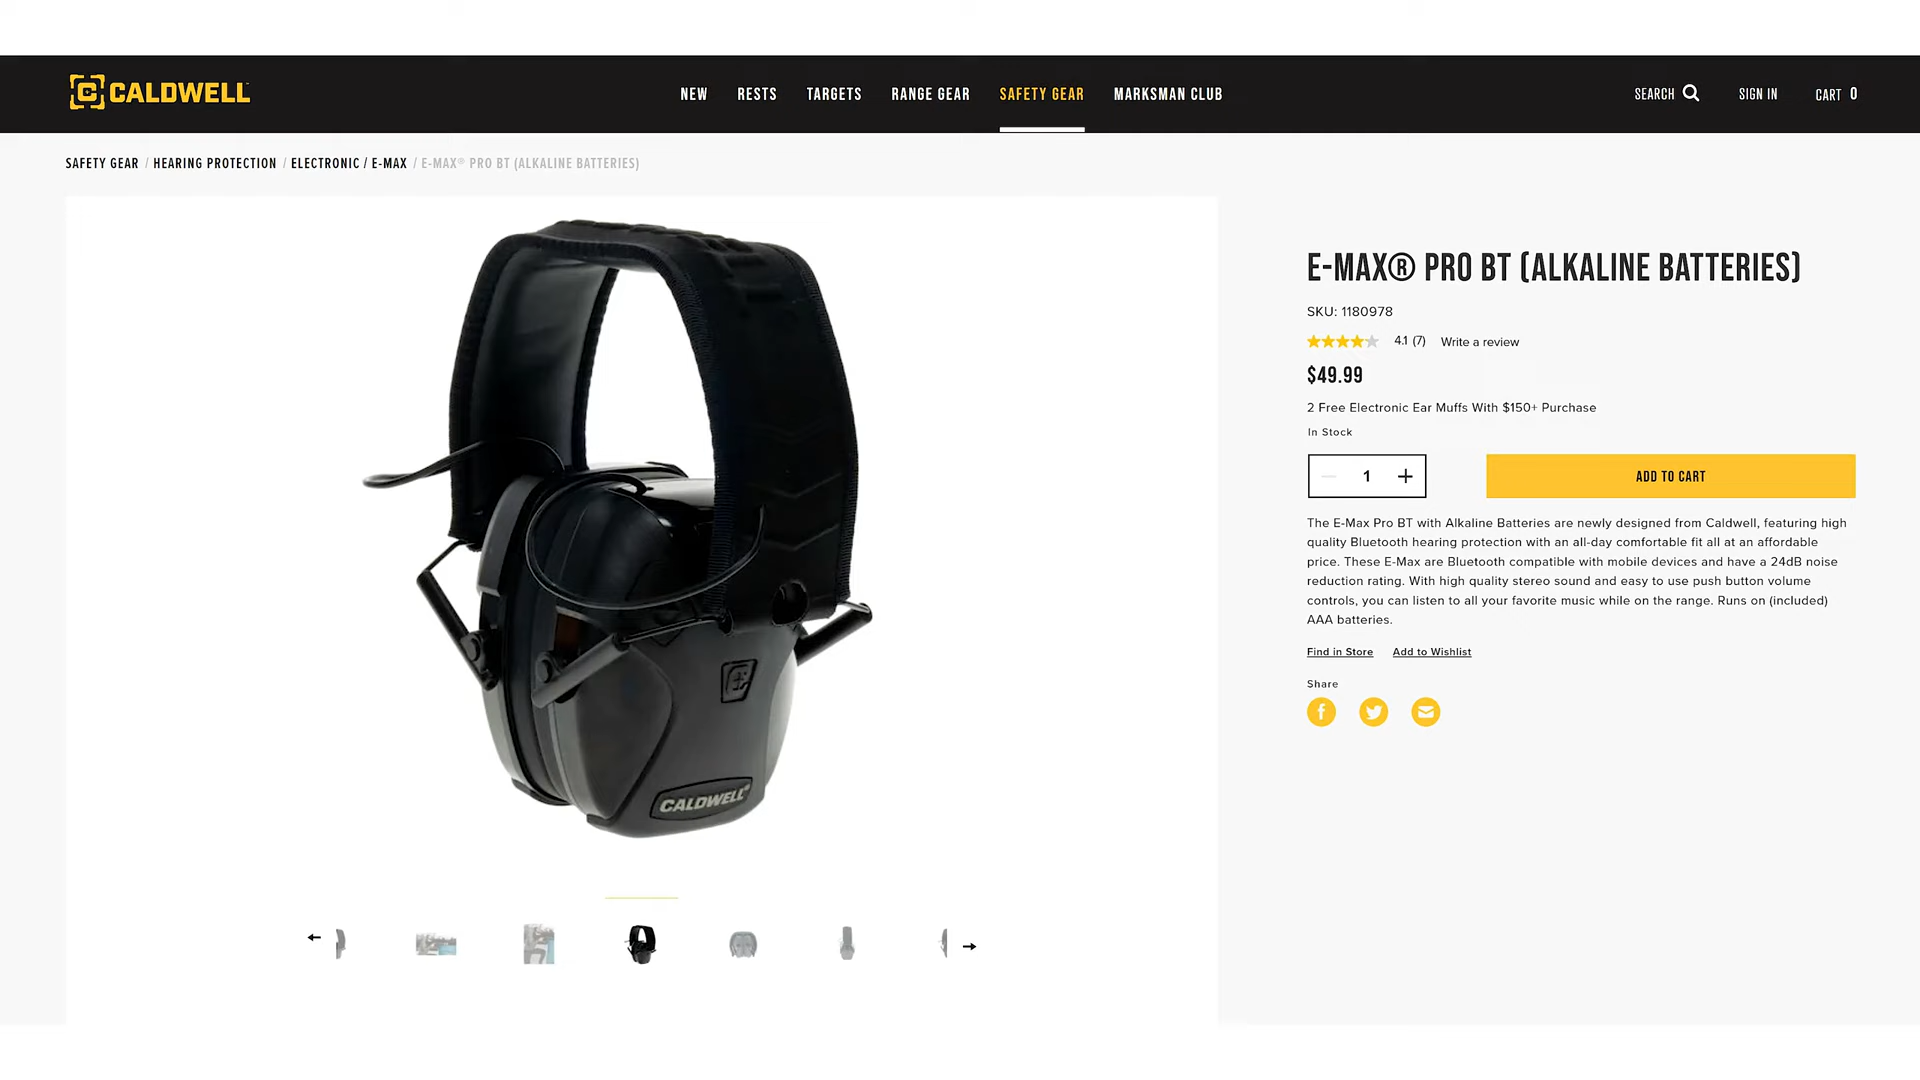 CALDWELL
NEW RESTS TARGETS RANGE GEAR SAFETY GEAR MARKSMAN CLUB
SEARCH SIGN IN CART 0
SAFETY GEAR / HEARING PROTECTION / ELECTRONIC / E-MAX / E-MAX® PRO BT (ALKALINE BATTERIES)
CALDWELL®
E-MAX® PRO BT (ALKALINE BATTERIES)
SKU: 1180978
4.1 (7) Write a review
$49.99
2 Free Electronic Ear Muffs With $150+ Purchase
In Stock
1
ADD TO CART
The E-Max Pro BT with Alkaline Batteries are newly designed from Caldwell, featuring high
quality Bluetooth hearing protection with an all-day comfortable fit all at an affordable
price. These E-Max are Bluetooth compatible with mobile devices and have a 24dB noise
reduction rating. With high quality stereo sound and easy to use push button volume
controls, you can listen to all your favorite music while on the range. Runs on (included)
AAA batteries.
Find in Store Add to Wishlist
Share